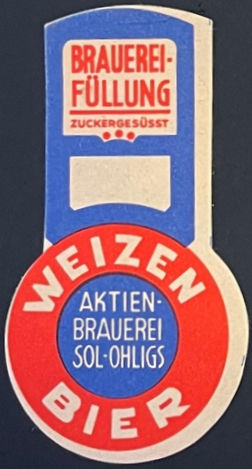 BRAUEREI-
FÜLLUNG
ZUCKERGESÜSST
WEIZEN
AKTIEN-
BRAUEREI
SOL-OHLIGS
BIER